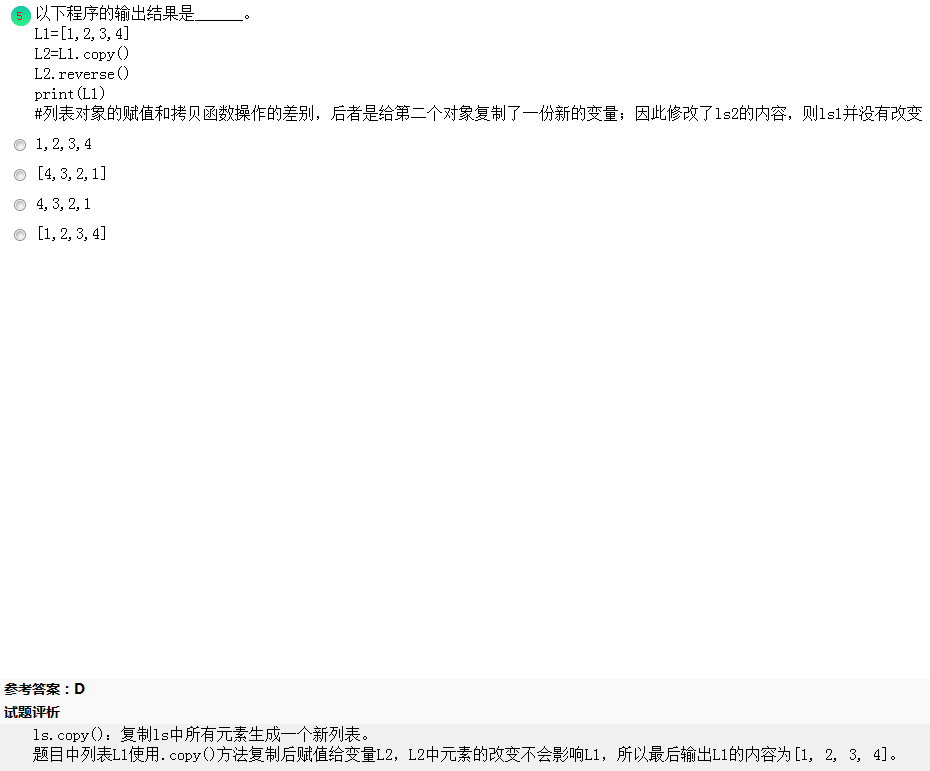 5 以下程序的输出结果是______。
L1=[1,2,3,4]
L2=L1.copy()
L2.reverse()
print(L1)
#列表对象的赋值和拷贝函数操作的差别，后者是给第二个对象复制了一份新的变量；因此修改了ls2的内容，则ls1并没有改变
1,2,3,4
[4,3,2,1]
4,3,2,1
[1,2,3,4]
参考答案：D
试题评析
ls.copy()：复制ls中所有元素生成一个新列表。
题目中列表L1使用.copy()方法复制后赋值给变量L2，L2中元素的改变不会影响L1，所以最后输出L1的内容为[1, 2, 3, 4]。